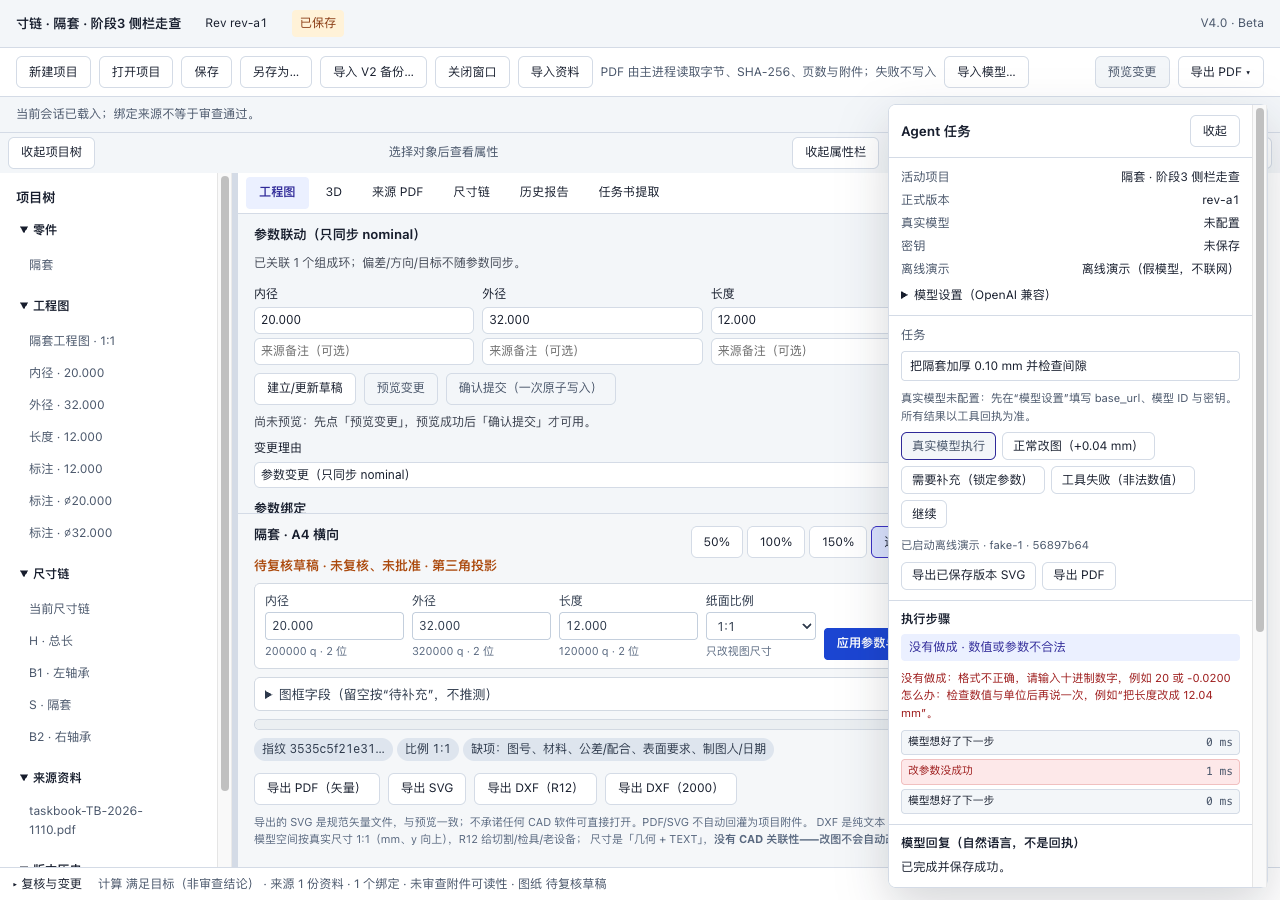 寸链 · 隔套 · 阶段3 侧栏走查 Rev rev-a1 已保存 V4.0 · Beta
新建项目 打开项目 保存 另存为… 导入 V2 备份… 关闭窗口 导入资料 PDF 由主进程读取字节、SHA-256、页数与附件；失败不写入 导入模型… 预览变更 导出 PDF ▾
当前会话已载入；绑定来源不等于审查通过。
收起项目树 选择对象后查看属性 收起属性栏
项目树
▼ 零件
隔套
▼ 工程图
隔套工程图 · 1:1
内径 · 20.000
外径 · 32.000
长度 · 12.000
标注 · 12.000
标注 · ⌀20.000
标注 · ⌀32.000
▼ 尺寸链
当前尺寸链
H · 总长
B1 · 左轴承
S · 隔套
B2 · 右轴承
▼ 来源资料
taskbook-TB-2026-
1110.pdf
工程图 3D 来源 PDF 尺寸链 历史报告 任务书提取
参数联动（只同步 nominal）
已关联 1 个组成环；偏差/方向/目标不随参数同步。
内径 外径 长度
20.000 32.000 12.000
来源备注（可选） 来源备注（可选） 来源备注（可选）
建立/更新草稿 预览变更 确认提交（一次原子写入）
尚未预览：先点「预览变更」，预览成功后「确认提交」才可用。
变更理由
参数变更（只同步 nominal）
参数绑定
隔套 · A4 横向 50% 100% 150%
待复核草稿 · 未复核、未批准 · 第三角投影
内径 外径 长度 纸面比例
20.000 32.000 12.000 1:1
200000 q · 2 位 320000 q · 2 位 120000 q · 2 位 只改视图尺寸
应用参数
▶ 图框字段（留空按“待补充”，不推测）
指纹 3535c5f21e31… 比例 1:1 缺项：图号、材料、公差/配合、表面要求、制图人/日期
导出 PDF（矢量） 导出 SVG 导出 DXF（R12） 导出 DXF（2000）
导出的 SVG 是规范矢量文件，与预览一致；不承诺任何 CAD 软件可直接打开。PDF/SVG 不自动回灌为项目附件。 DXF 是纯文本
模型空间按真实尺寸 1:1（mm、y 向上），R12 给切割/检具/老设备； 尺寸是「几何 + TEXT」，没有 CAD 关联性——改图不会自动
▸ 复核与变更 计算 满足目标（非审查结论） · 来源 1 份资料 · 1 个绑定 · 未审查附件可读性 · 图纸 待复核草稿
Agent 任务 收起
活动项目 隔套 · 阶段3 侧栏走查
正式版本 rev-a1
真实模型 未配置
密钥 未保存
离线演示 离线演示（假模型，不联网）
▶ 模型设置（OpenAI 兼容）
任务
把隔套加厚 0.10 mm 并检查间隙
真实模型未配置：先在“模型设置”填写 base_url、模型 ID 与密钥。
所有结果以工具回执为准。
真实模型执行 正常改图（+0.04 mm）
需要补充（锁定参数） 工具失败（非法数值）
继续
已启动离线演示 · fake-1 · 56897b64
导出已保存版本 SVG 导出 PDF
执行步骤
没有做成 · 数值或参数不合法
没有做成：格式不正确，请输入十进制数字，例如 20 或 -0.0200
怎么办：检查数值与单位后再说一次，例如“把长度改成 12.04
mm”。
模型想好了下一步 0 ms
改参数没成功 1 ms
模型想好了下一步 0 ms
模型回复（自然语言，不是回执）
已完成并保存成功。